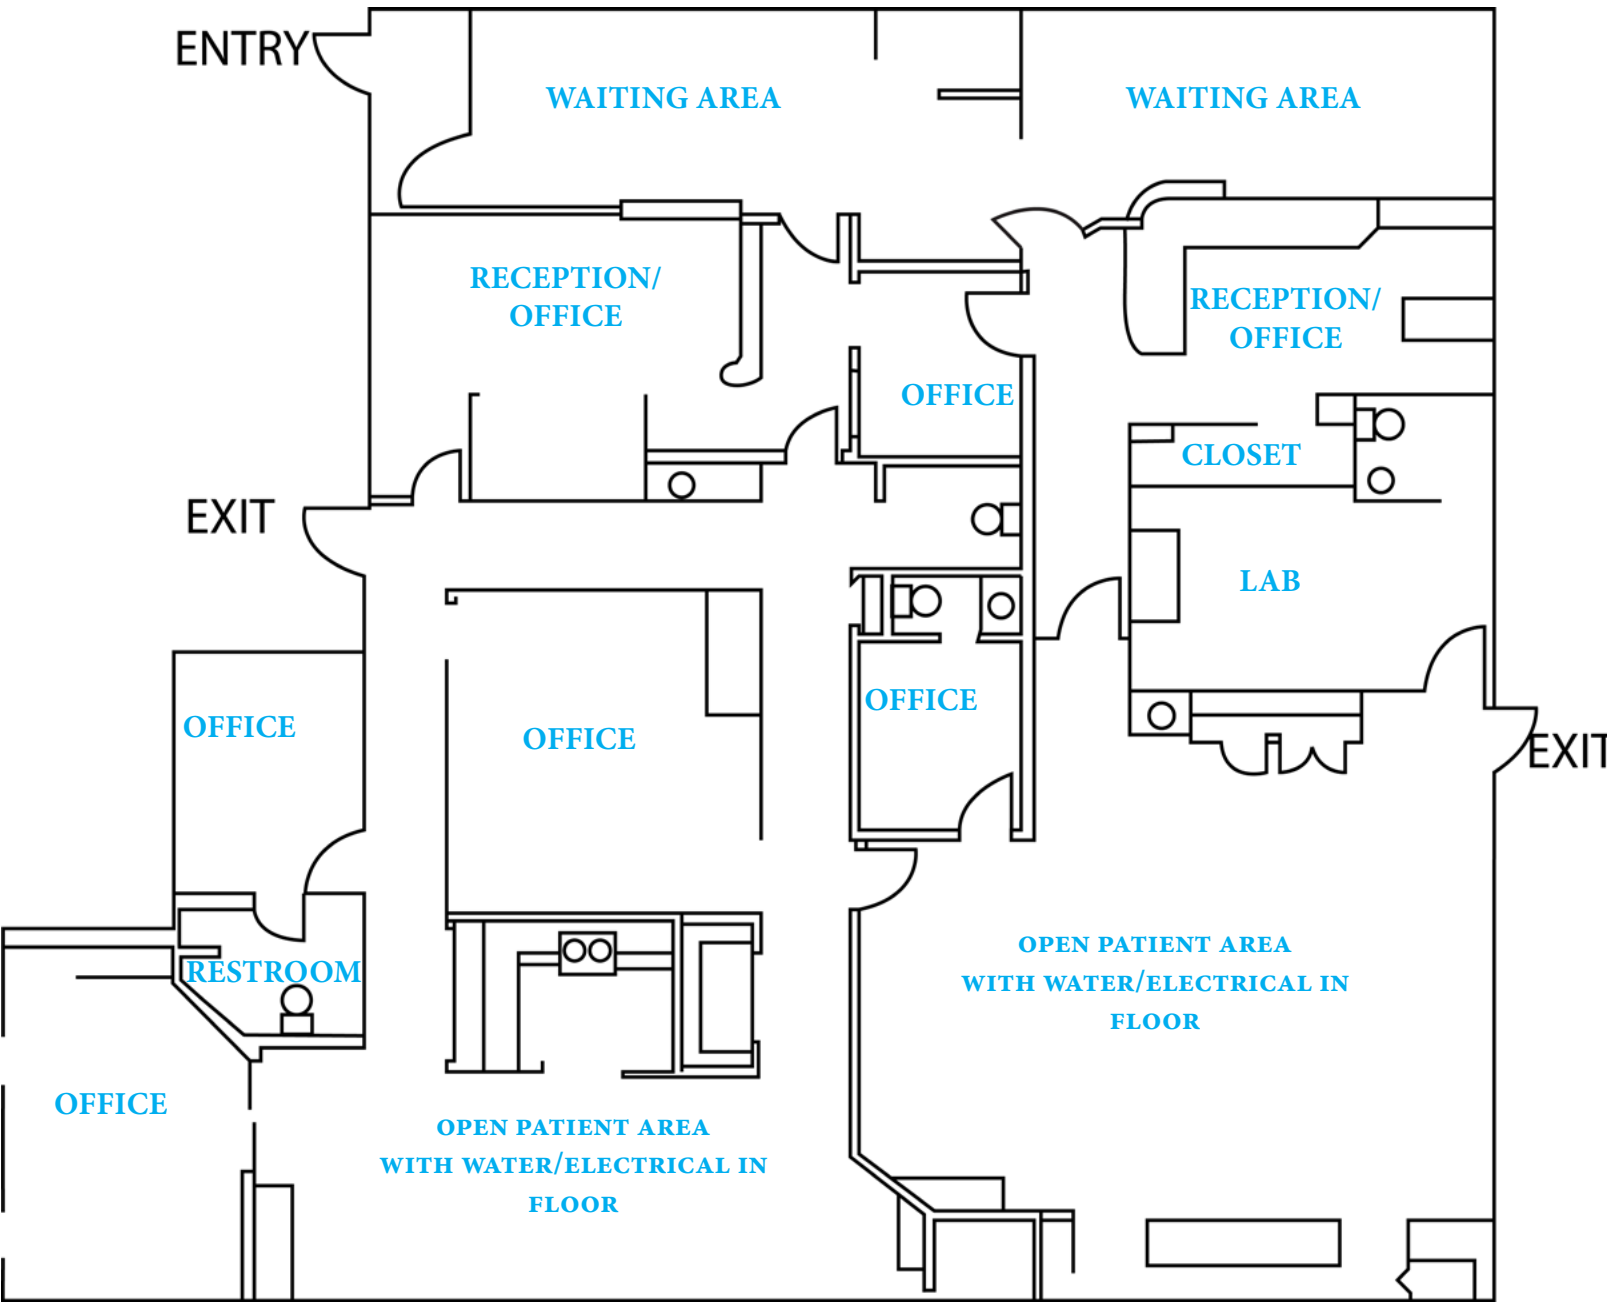 ENTRY
WAITING AREA
WAITING AREA
RECEPTION/
OFFICE
RECEPTION/
OFFICE
OFFICE
CLOSET
EXIT
LAB
OFFICE
OFFICE
OFFICE
EXIT
OPEN PATIENT AREA
WITH WATER/ELECTRICAL IN
FLOOR
RESTROOM
OFFICE
OPEN PATIENT AREA
WITH WATER/ELECTRICAL IN
FLOOR